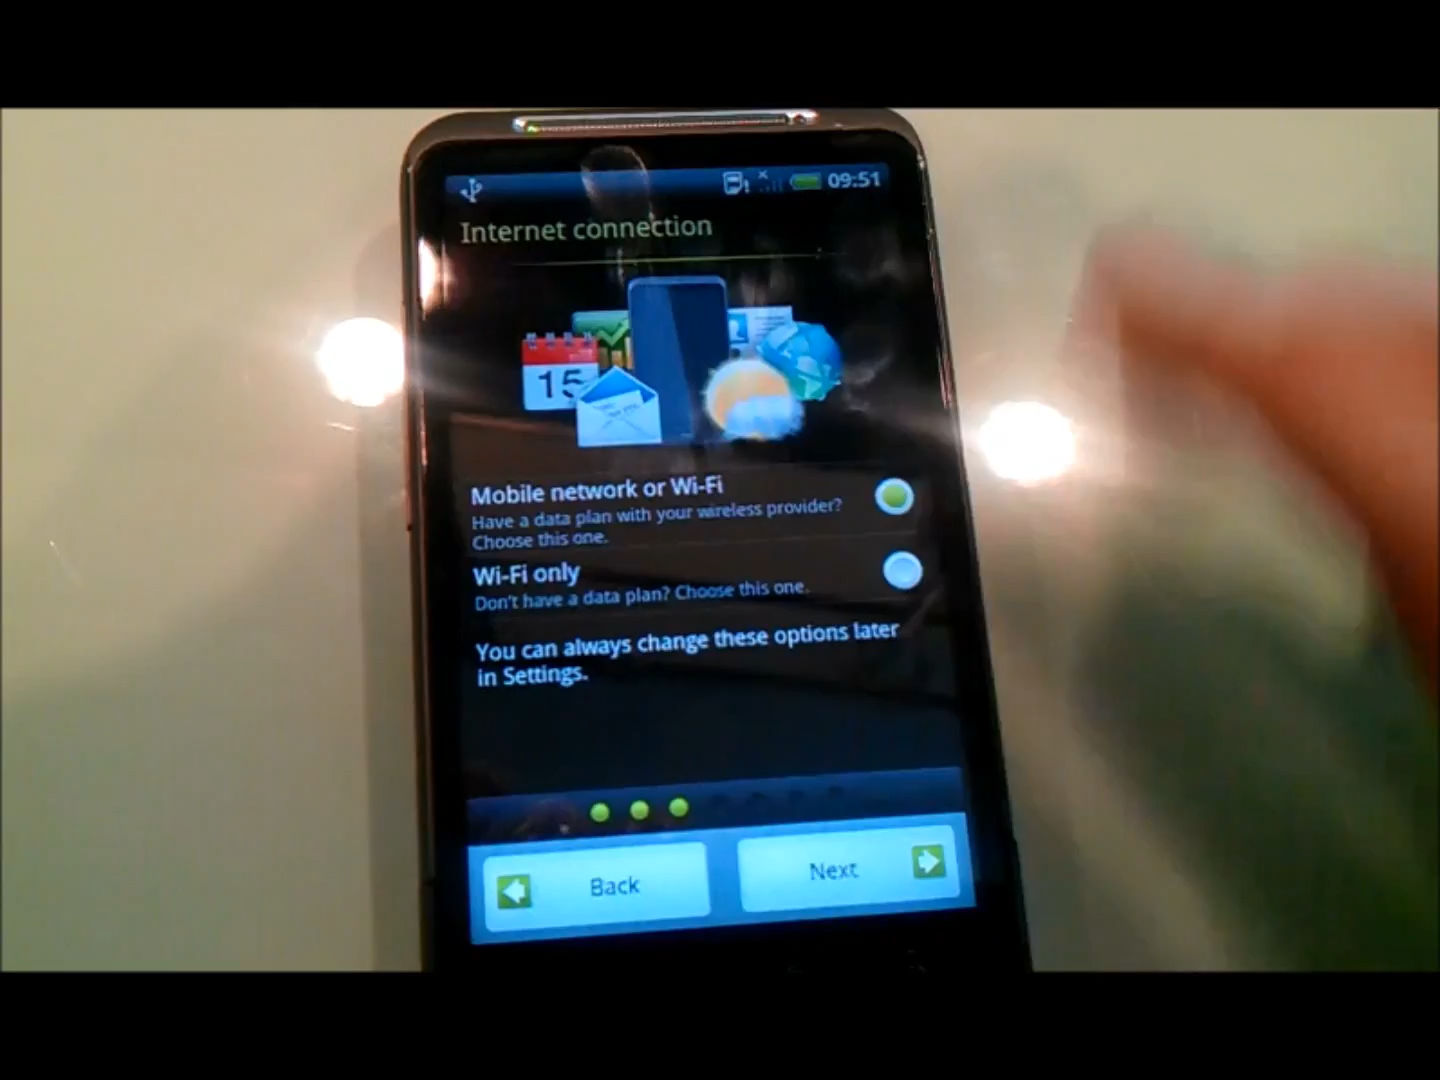 09:51
Internet connection
15
Mobile network or Wi-Fi
Have a data plan with your wireless provider?
Choose this one.
Wi-Fi only
Don't have a data plan? Choose this one.
You can always change these options later
in Settings.
Back
Next